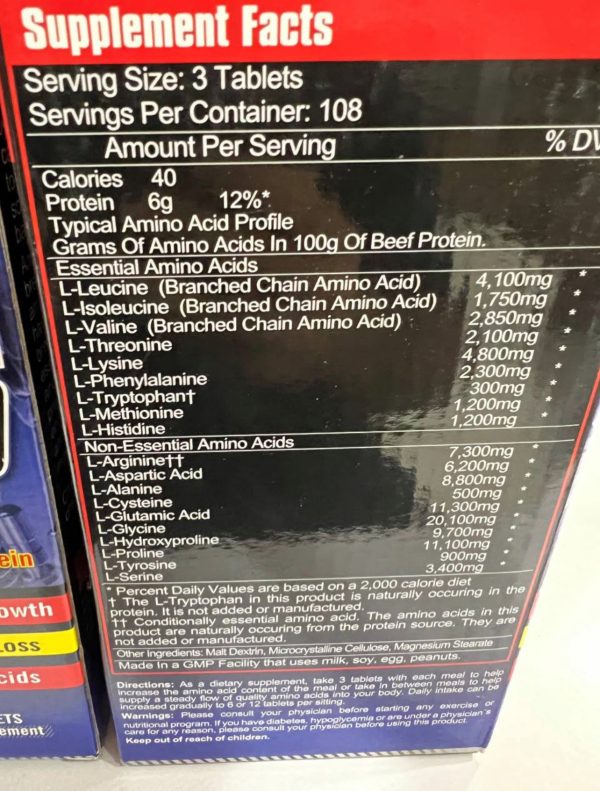 Supplement Facts
Serving Size: 3 Tablets
Servings Per Container: 108
Amount Per Serving % DV
Calories 40
Protein 6g 12%*
Typical Amino Acid Profile
Grams Of Amino Acids In 100g Of Beef Protein.
Essential Amino Acids
L-Leucine (Branched Chain Amino Acid) 4,100mg *
L-Isoleucine (Branched Chain Amino Acid) 1,750mg *
L-Valine (Branched Chain Amino Acid) 2,850mg *
L-Threonine 2,100mg *
L-Lysine 4,800mg *
L-Phenylalanine 2,300mg *
L-Tryptophan† 300mg *
L-Methionine 1,200mg *
L-Histidine 1,200mg *
Non-Essential Amino Acids
L-Arginine†† 7,300mg *
L-Aspartic Acid 6,200mg *
L-Alanine 8,800mg *
L-Cysteine 500mg *
L-Glutamic Acid 11,300mg *
L-Glycine 20,100mg *
L-Hydroxyproline 9,700mg *
L-Proline 11,100mg *
L-Tyrosine 900mg *
L-Serine 3,400mg *
* Percent Daily Values are based on a 2,000 calorie diet
† The L-Tryptophan in this product is naturally occuring in the
protein. It is not added or manufactured.
†† Conditionally essential amino acid. The amino acids in this
product are naturally occuring from the protein source. They are
not added or manufactured.
Other Ingredients: Malt Dextrin, Microcrystalline Cellulose, Magnesium Stearate
Made In a GMP Facility that uses milk, soy, egg, peanuts.
Directions: As a dietary supplement, take 3 tablets with each meal to help
increase the amino acid content of the meal or take in between meals to help
supply a steady flow of quality amino acids into your body. Daily intake can be
increased gradually to 6 or 12 tablets per sitting.
Warnings: Please consult your physician before starting any exercise or
nutritional program. If you have diabetes, hypoglycemia or are under a physician's
care for any reason, please consult your physician before using this product.
Keep out of reach of children.
ein
owth
LOSS
cids
ETS
ement